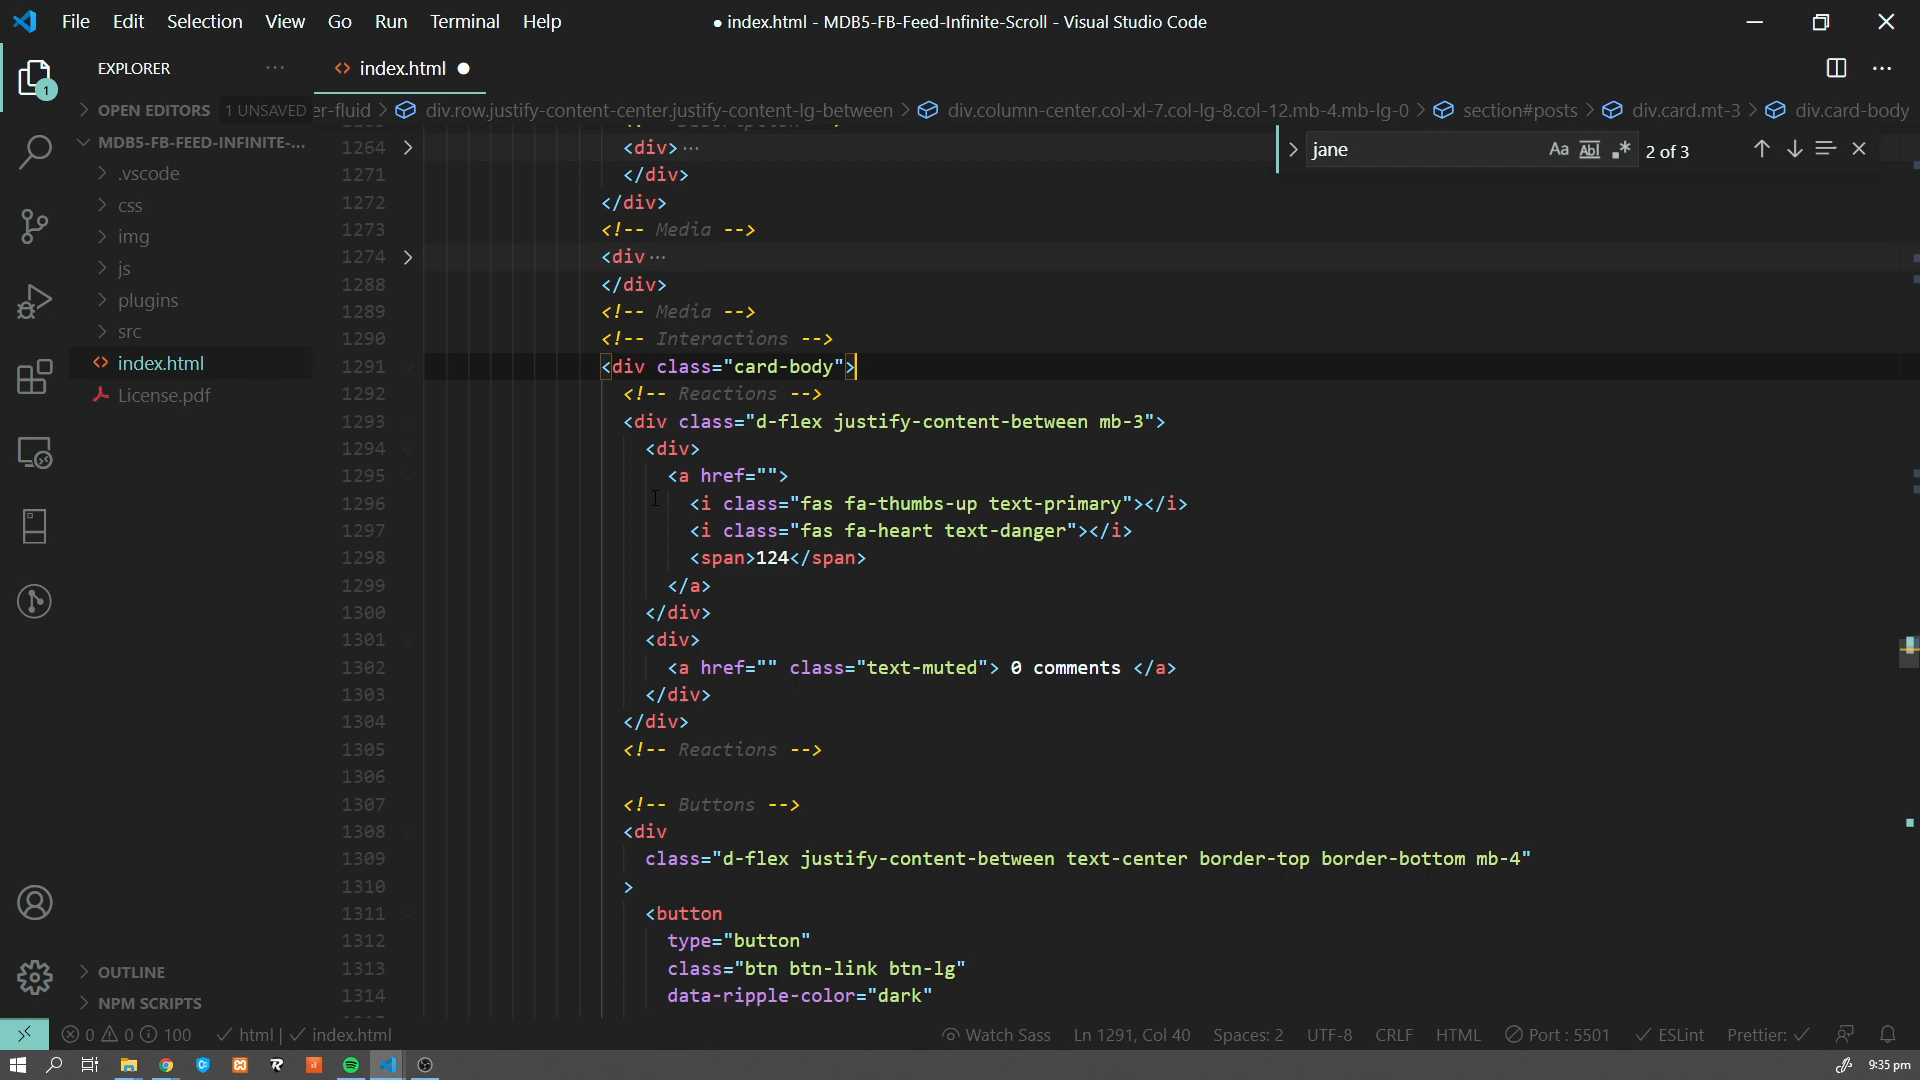 File Edit Selection View Go Run Terminal Help
● index.html - MDB5-FB-Feed-Infinite-Scroll - Visual Studio Code
EXPLORER ···
index.html
1
OPEN EDITORS 1 UNSAVED
er-fluid > div.row.justify-content-center.justify-content-lg-between > div.column-center.col-xl-7.col-lg-8.col-12.mb-4.mb-lg-0 > section#posts > div.card.mt-3 > div.card-body
MDB5-FB-FEED-INFINITE-...
.vscode
css
img
js
plugins
src
index.html
License.pdf
OUTLINE
NPM SCRIPTS
jane Aa Abl .* 2 of 3
1264 <div> ···
1271 </div>
1272 </div>
1273 <!-- Media -->
1274 <div ···
1288 </div>
1289 <!-- Media -->
1290 <!-- Interactions -->
1291 <div class="card-body">
1292 <!-- Reactions -->
1293 <div class="d-flex justify-content-between mb-3">
1294 <div>
1295 <a href="">
1296 <i class="fas fa-thumbs-up text-primary"></i>
1297 <i class="fas fa-heart text-danger"></i>
1298 <span>124</span>
1299 </a>
1300 </div>
1301 <div>
1302 <a href="" class="text-muted"> 0 comments </a>
1303 </div>
1304 </div>
1305 <!-- Reactions -->
1306
1307 <!-- Buttons -->
1308 <div
1309 class="d-flex justify-content-between text-center border-top border-bottom mb-4"
1310 >
1311 <button
1312 type="button"
1313 class="btn btn-link btn-lg"
1314 data-ripple-color="dark"
0 0 100 html | index.html Watch Sass Ln 1291, Col 40 Spaces: 2 UTF-8 CRLF HTML Port : 5501 ESLint Prettier: ✓
9:35 pm